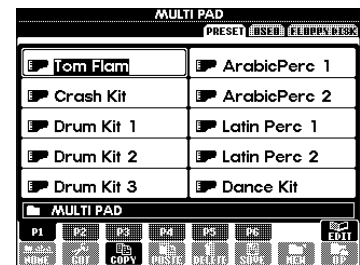 MULTI PAD
PRESET USER FLOPPY DISK
Tom Flam ArabicPerc 1
Crash Kit ArabicPerc 2
Drum Kit 1 Latin Perc 1
Drum Kit 2 Latin Perc 2
Drum Kit 3 Dance Kit
MULTI PAD
P1 P2 P3 P4 P5 P6 EDIT
NAME CUT COPY PASTE DELETE SAVE NEW UP